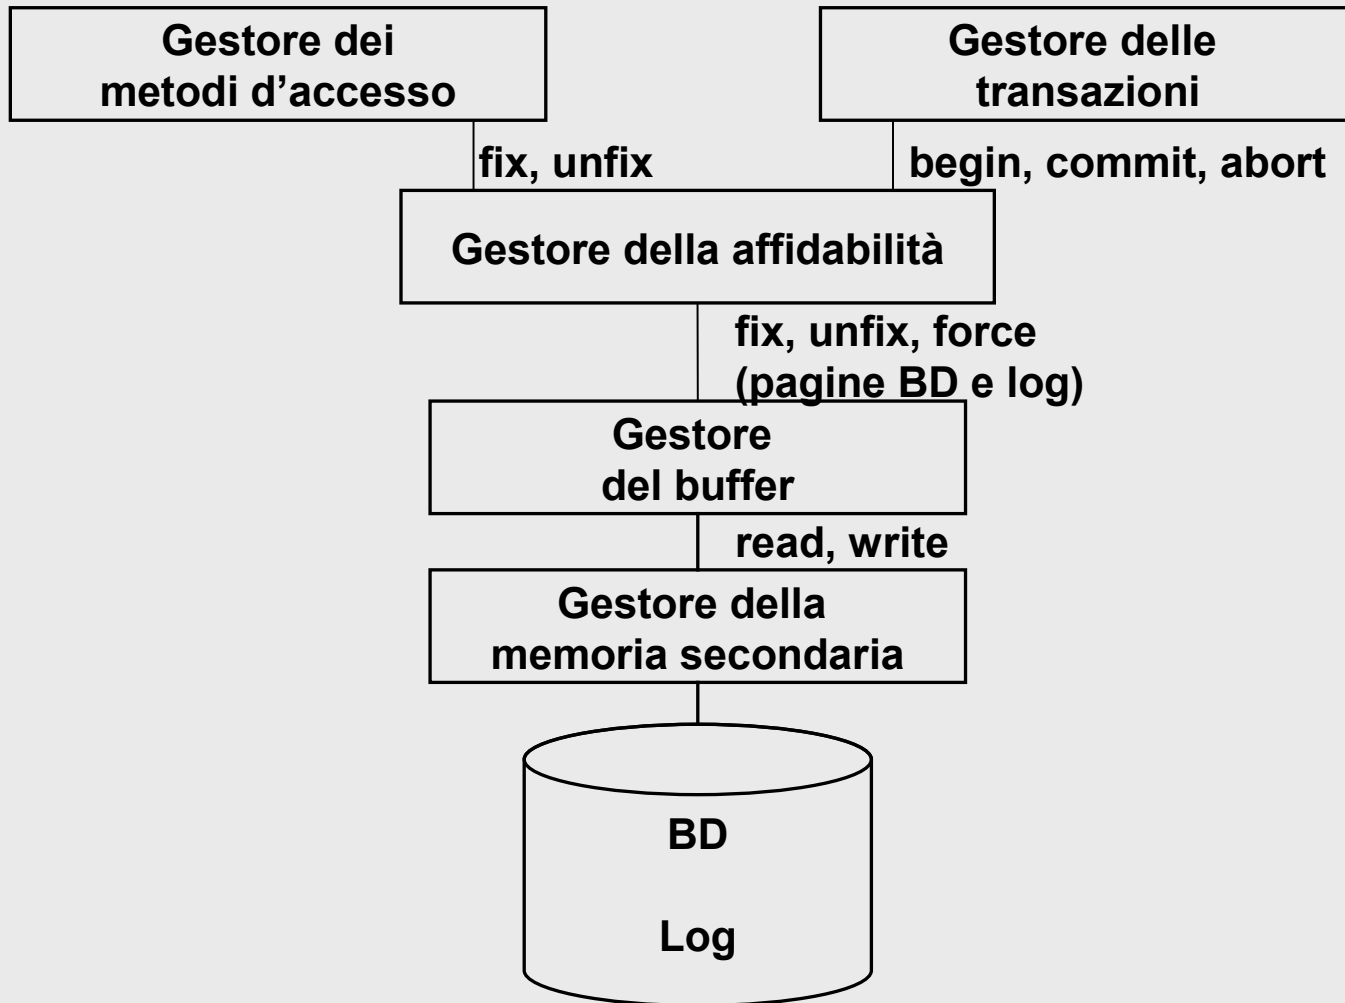 Gestore dei
metodi d’accesso
Gestore delle
transazioni
fix, unfix
begin, commit, abort
Gestore della affidabilità
fix, unfix, force
(pagine BD e log)
Gestore
del buffer
read, write
Gestore della
memoria secondaria
BD
Log